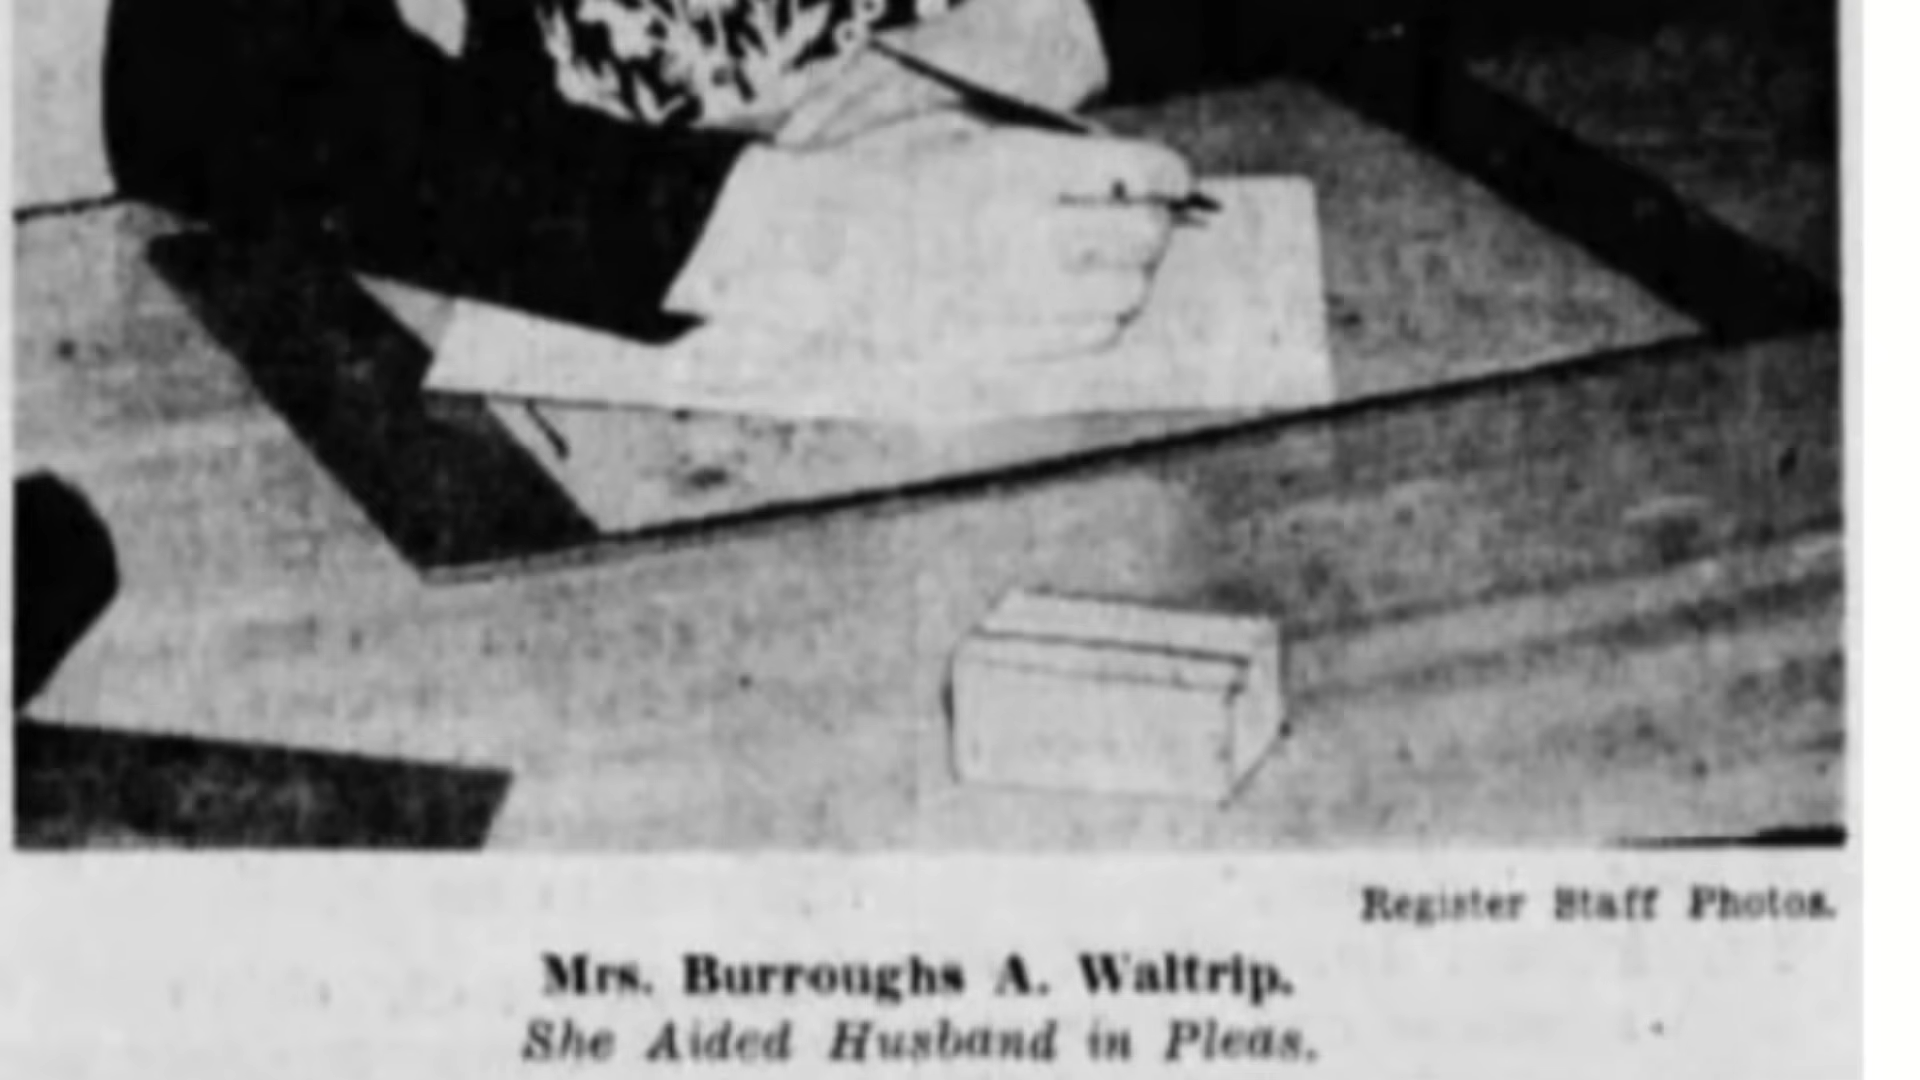 Register Staff Photos.
Mrs. Burroughs A. Waltrip.
She Aided Husband in Pleas.